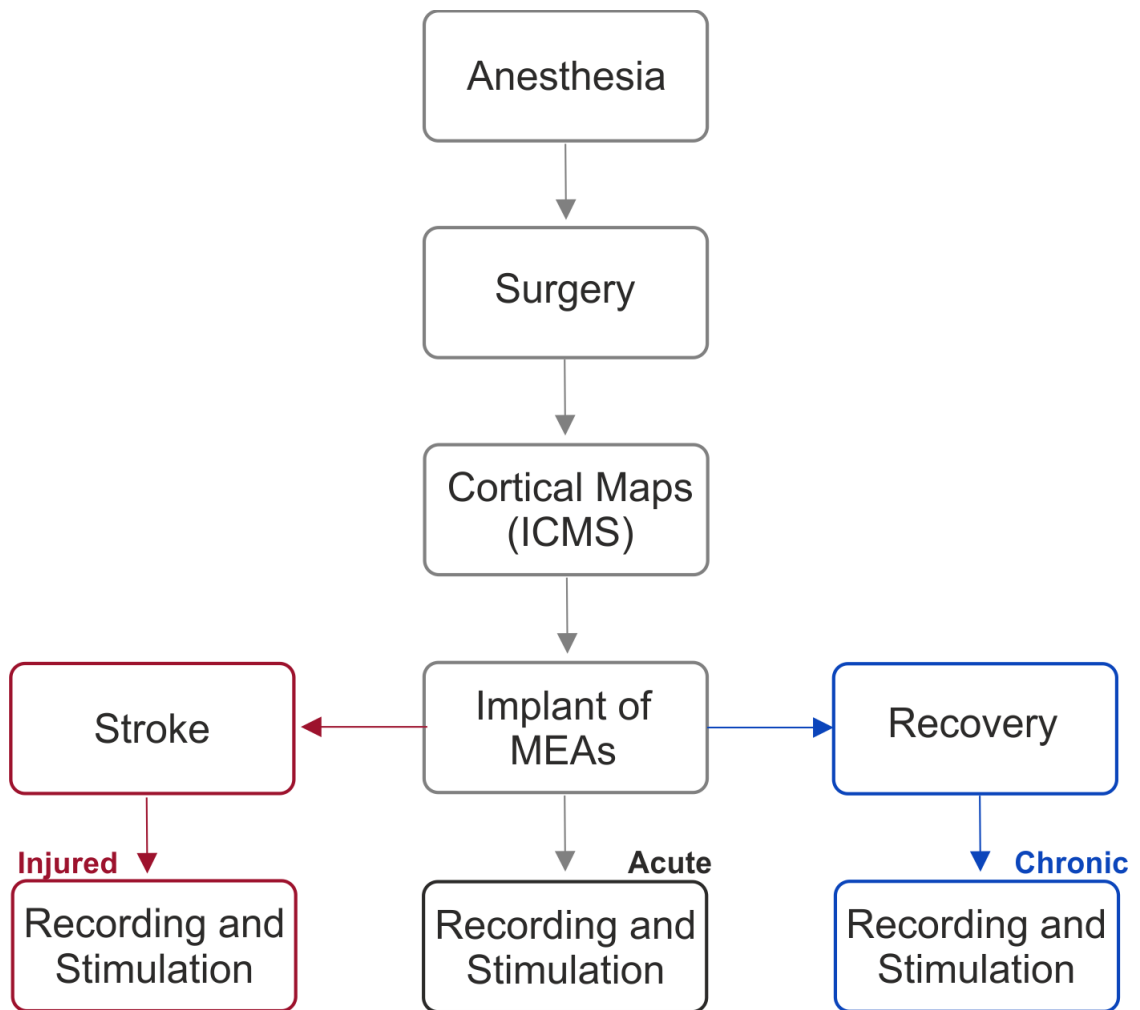 Anesthesia
Surgery
Cortical Maps
(ICMS)
Stroke
Implant of
MEAs
Recovery
Injured
Acute
Chronic
Recording and
Stimulation
Recording and
Stimulation
Recording and
Stimulation